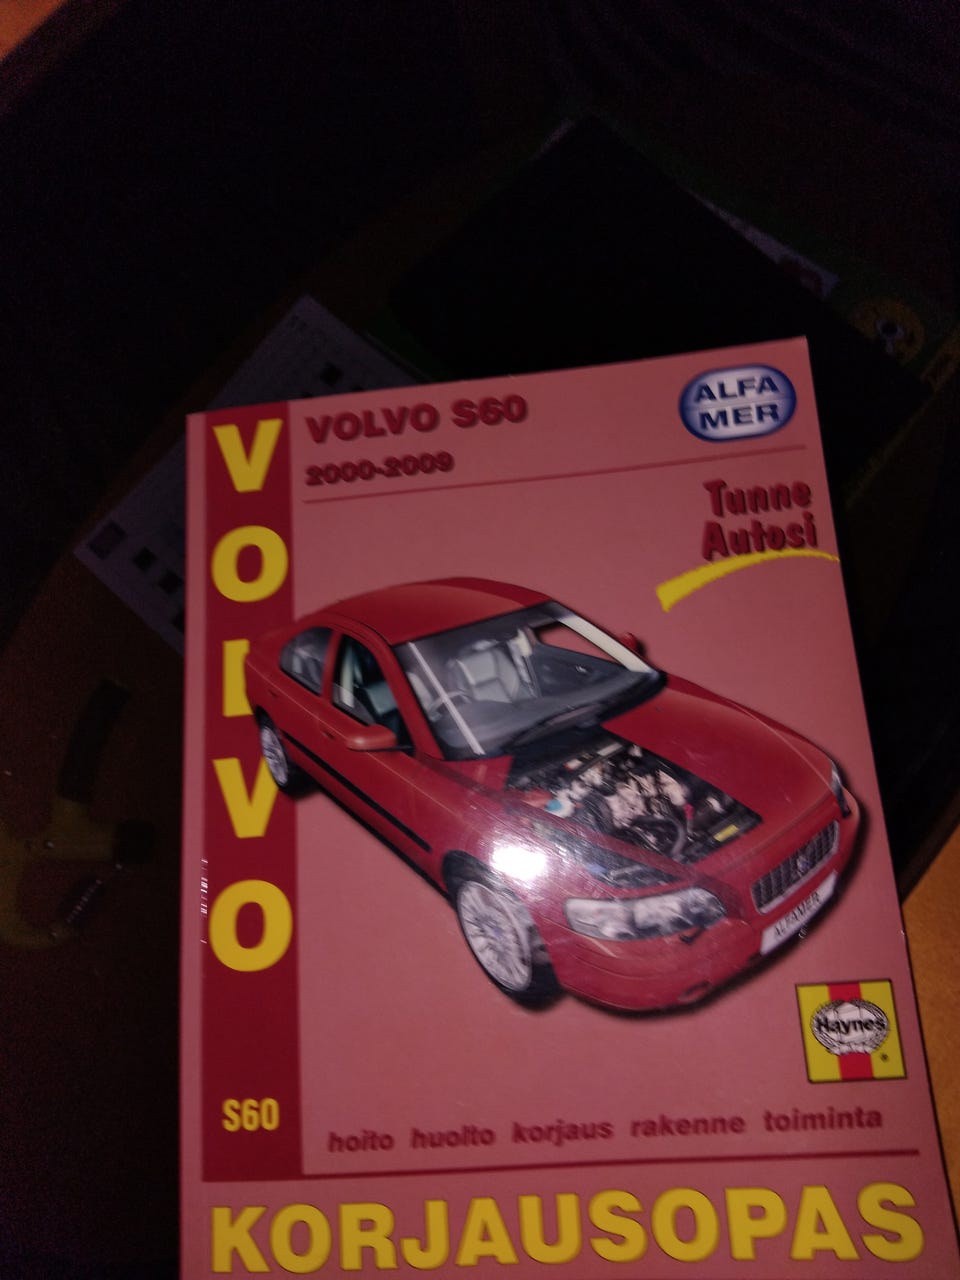 VOLVO
VOLVO S60
2000-2009
ALFA
MER
Tunne
Autosi
ALFAMER
Haynes
®
S60
hoito huolto korjaus rakenne toiminta
KORJAUSOPAS